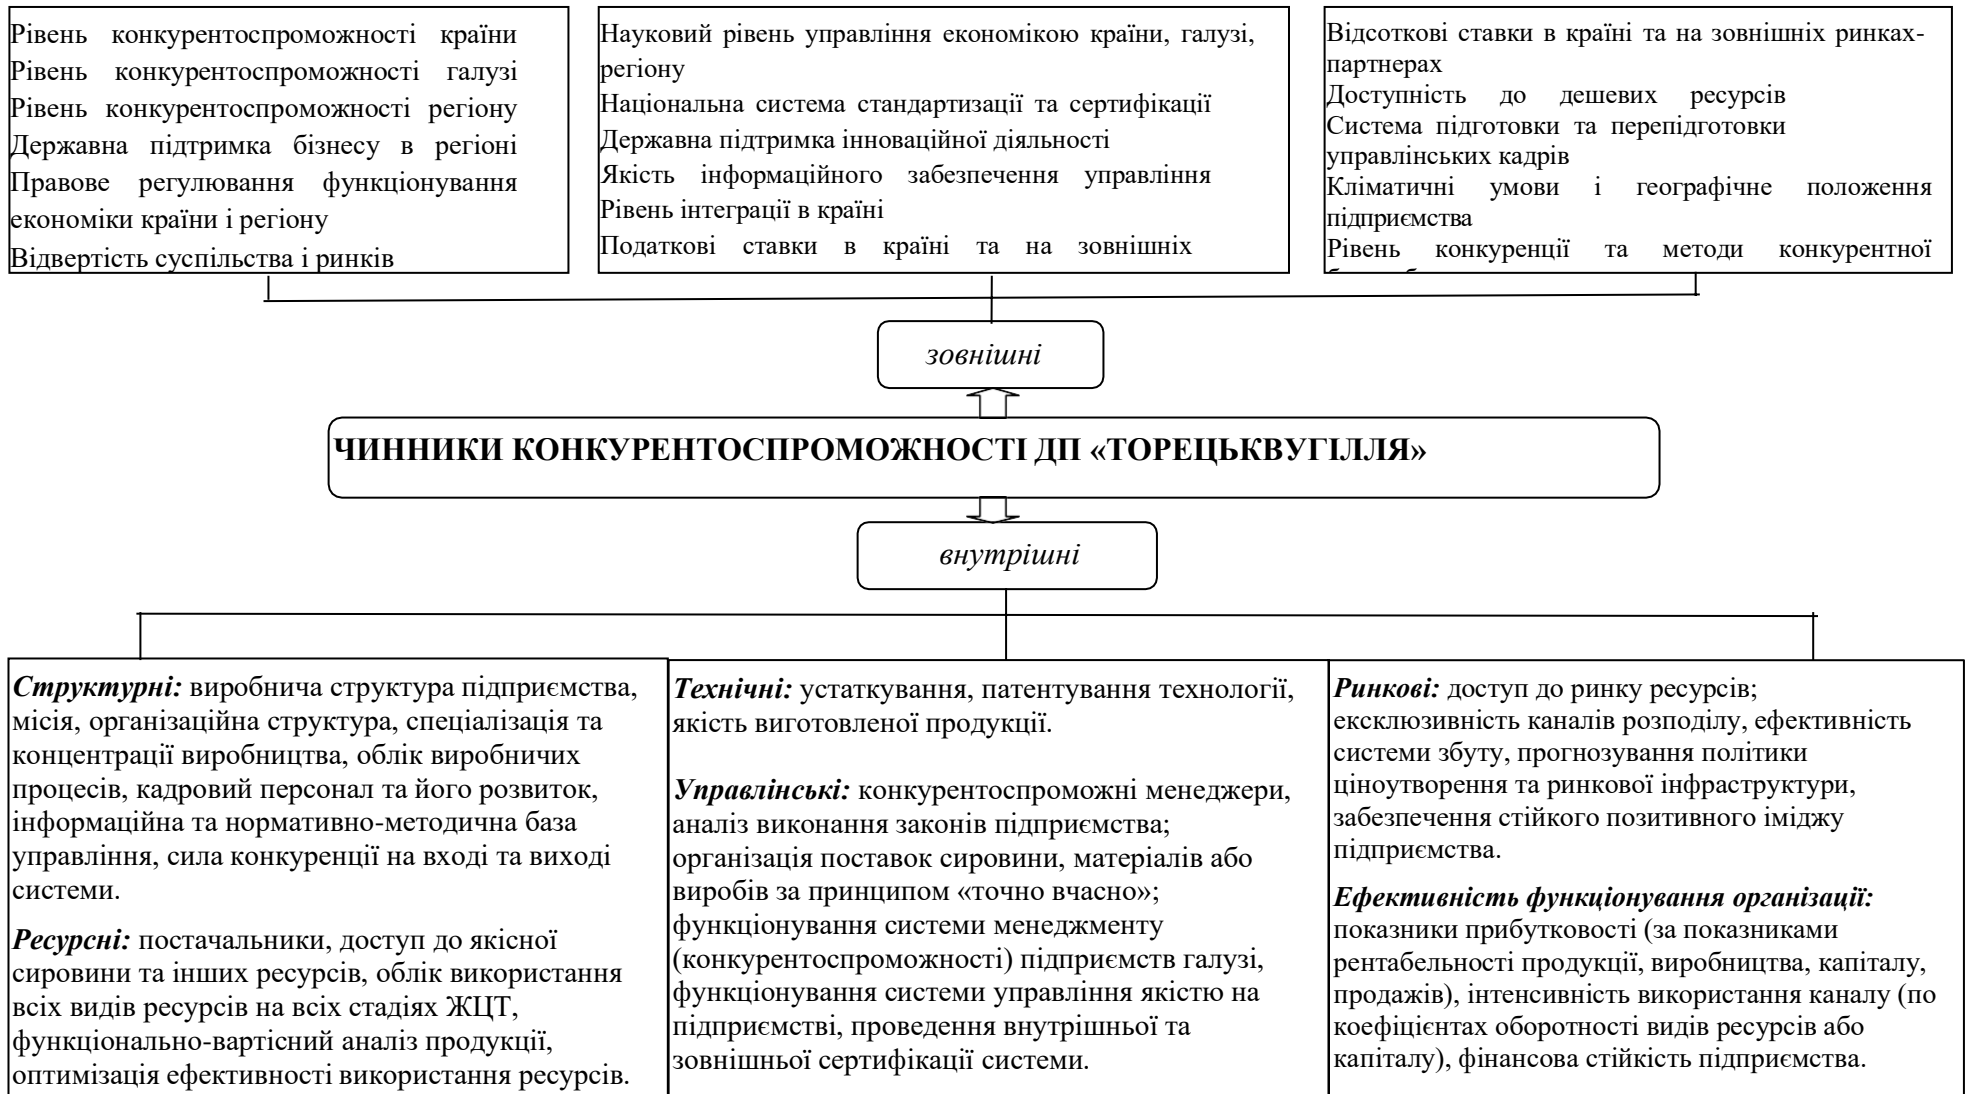 Рівень конкурентоспроможності країни
Рівень конкурентоспроможності галузі
Рівень конкурентоспроможності регіону
Державна підтримка бізнесу в регіоні
Правове регулювання функціонування
економіки країни і регіону
Відвертість суспільства і ринків
Науковий рівень управління економікою країни, галузі,
регіону
Національна система стандартизації та сертифікації
Державна підтримка інноваційної діяльності
Якість інформаційного забезпечення управління
Рівень інтеграції в країні
Податкові ставки в країні та на зовнішніх
Відсоткові ставки в країні та на зовнішніх ринках-
партнерах
Доступність до дешевих ресурсів
Система підготовки та перепідготовки
управлінських кадрів
Кліматичні умови і географічне положення
підприємства
Рівень конкуренції та методи конкурентної
зовнішні
ЧИННИКИ КОНКУРЕНТОСПРОМОЖНОСТІ ДП «ТОРЕЦЬКВУГІЛЛЯ»
внутрішні
Структурні: виробнича структура підприємства,
місія, організаційна структура, спеціалізація та
концентрації виробництва, облік виробничих
процесів, кадровий персонал та його розвиток,
інформаційна та нормативно-методична база
управління, сила конкуренції на вході та виході
системи.
Ресурсні: постачальники, доступ до якісної
сировини та інших ресурсів, облік використання
всіх видів ресурсів на всіх стадіях ЖЦТ,
функціонально-вартісний аналіз продукції,
оптимізація ефективності використання ресурсів.
Технічні: устаткування, патентування технології,
якість виготовленої продукції.
Управлінські: конкурентоспроможні менеджери,
аналіз виконання законів підприємства;
організація поставок сировини, матеріалів або
виробів за принципом «точно вчасно»;
функціонування системи менеджменту
(конкурентоспроможності) підприємств галузі,
функціонування системи управління якістю на
підприємстві, проведення внутрішньої та
зовнішньої сертифікації системи.
Ринкові: доступ до ринку ресурсів;
ексклюзивність каналів розподілу, ефективність
системи збуту, прогнозування політики
ціноутворення та ринкової інфраструктури,
забезпечення стійкого позитивного іміджу
підприємства.
Ефективність функціонування організації:
показники прибутковості (за показниками
рентабельності продукції, виробництва, капіталу,
продажів), інтенсивність використання каналу (по
коефіцієнтах оборотності видів ресурсів або
капіталу), фінансова стійкість підприємства.